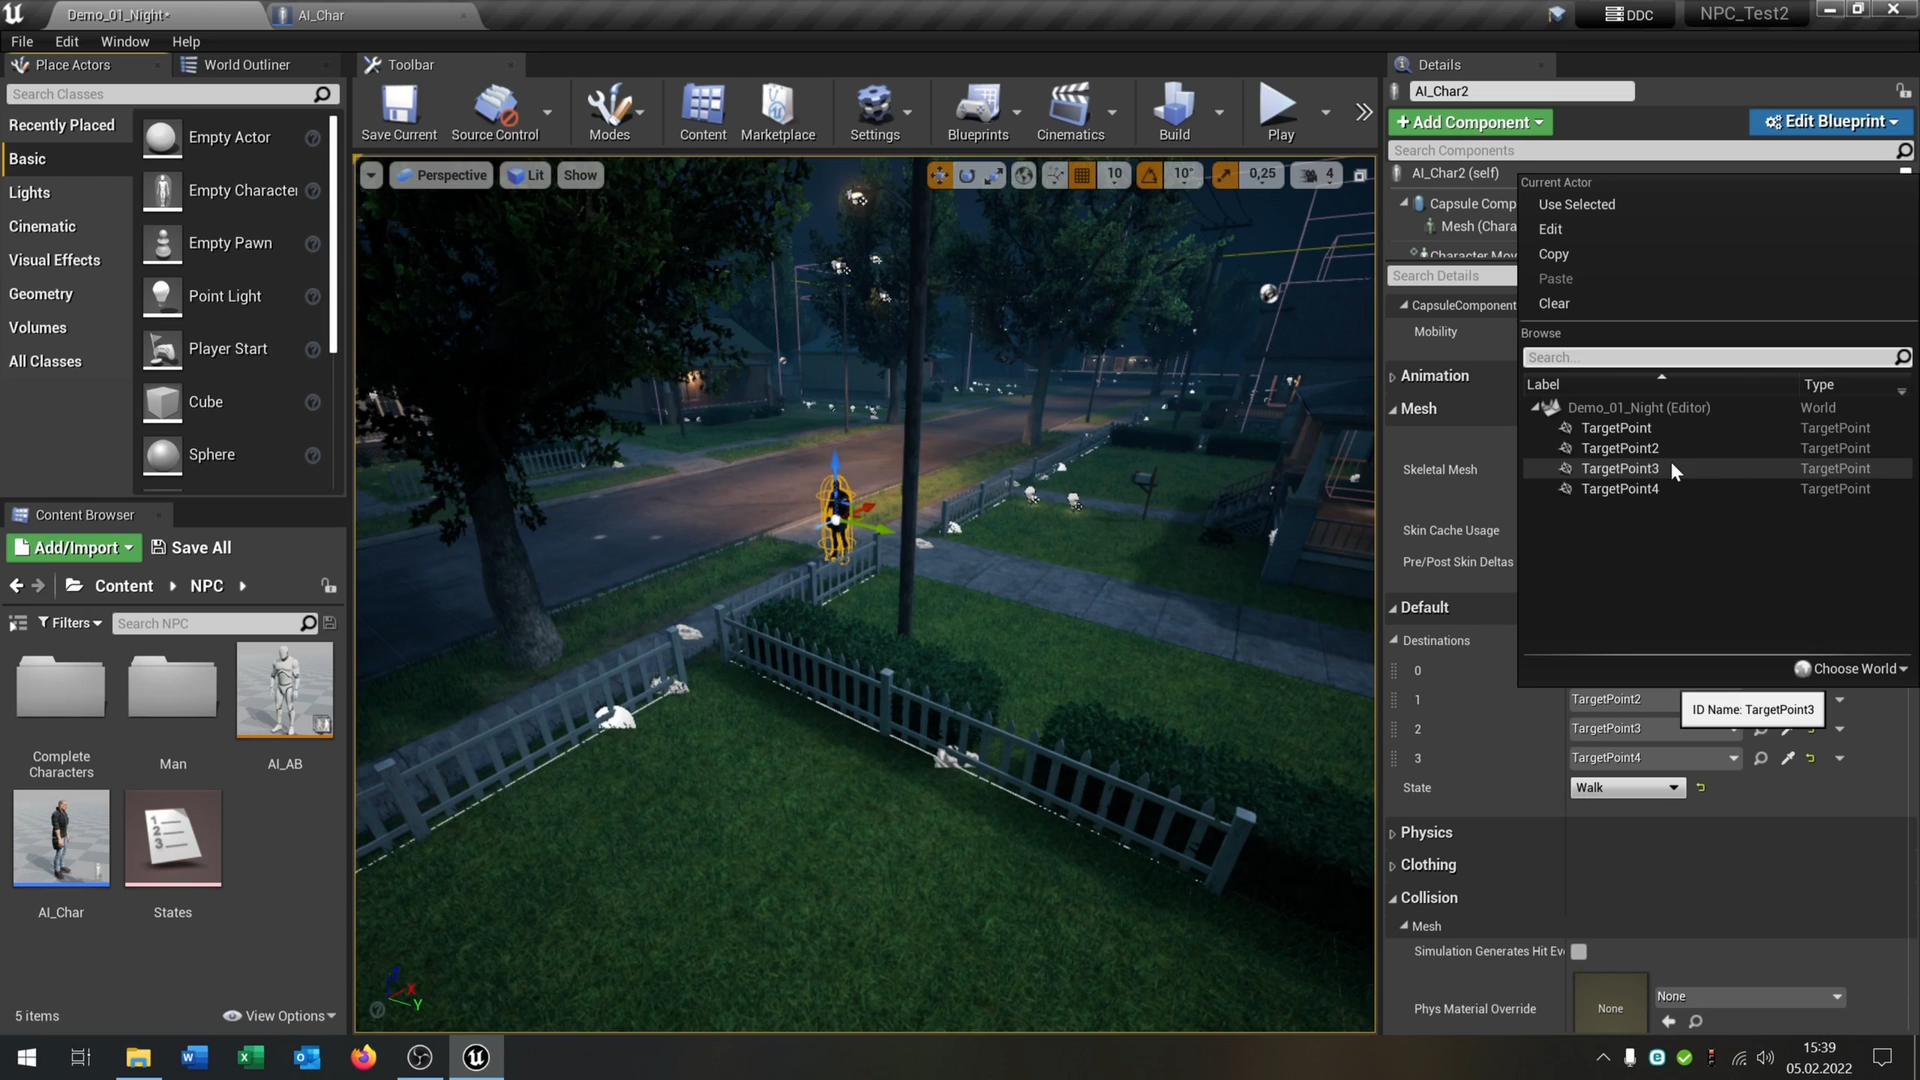 Demo_01_Night*
AI_Char
DDC
NPC_Test2
File
Edit
Window
Help
Place Actors
World Outliner
Search Classes
Recently Placed
Basic
Lights
Cinematic
Visual Effects
Geometry
Volumes
All Classes
Empty Actor
Empty Character
Empty Pawn
Point Light
Player Start
Cube
Sphere
Content Browser
Add/Import
Save All
Content
NPC
Filters
Search NPC
Complete
Characters
Man
AI_AB
AI_Char
States
5 items
View Options
Toolbar
Save Current
Source Control
Modes
Content
Marketplace
Settings
Blueprints
Cinematics
Build
Play
Perspective
Lit
Show
10
10°
0,25
4
X
Y
Details
AI_Char2
+ Add Component
Edit Blueprint
Search Components
AI_Char2 (self)
Capsule Comp
Mesh (Chara
Character Mov
Search Details
CapsuleComponent
Mobility
Animation
Mesh
Skeletal Mesh
Skin Cache Usage
Pre/Post Skin Deltas
Default
Destinations
0
1
TargetPoint2
2
TargetPoint3
3
TargetPoint4
State
Walk
Physics
Clothing
Collision
Mesh
Simulation Generates Hit Ev
Phys Material Override
None
None
Current Actor
Use Selected
Edit
Copy
Paste
Clear
Browse
Search...
Label
Type
Demo_01_Night (Editor)
World
TargetPoint
TargetPoint
TargetPoint2
TargetPoint
TargetPoint3
TargetPoint
TargetPoint4
TargetPoint
Choose World
ID Name: TargetPoint3
15:39
05.02.2022